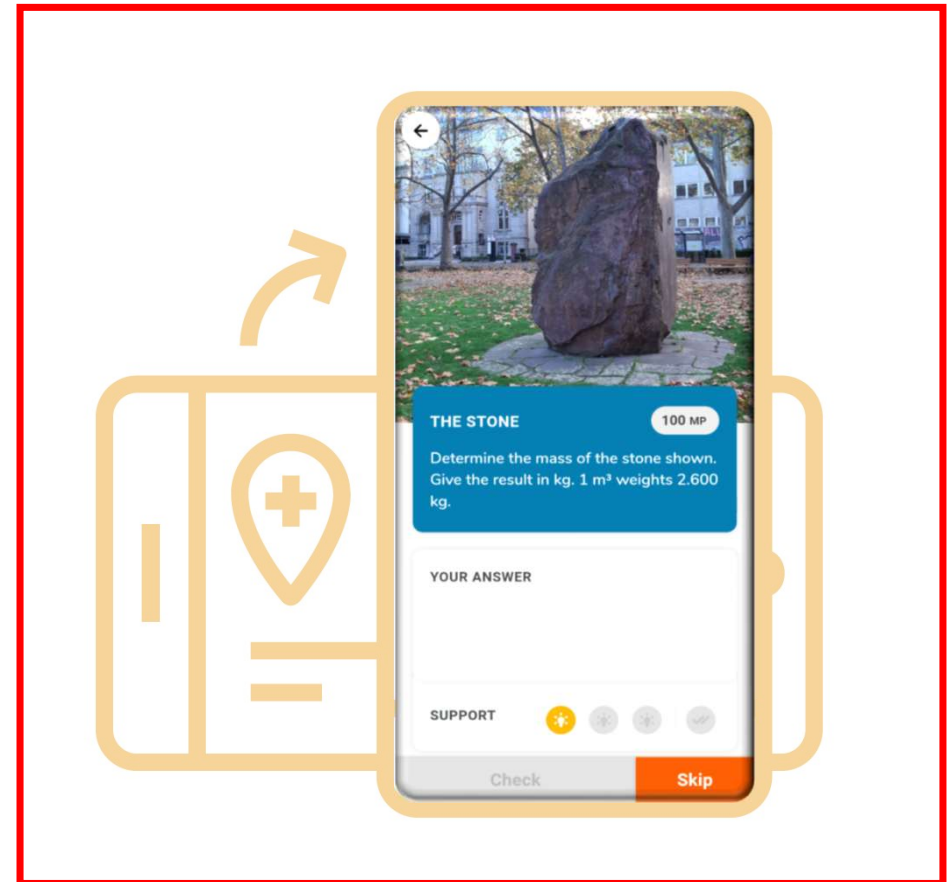 THE STONE
100 MP
Determine the mass of the stone shown.
Give the result in kg. 1 m³ weights 2.600
kg.
YOUR ANSWER
SUPPORT
Check
Skip